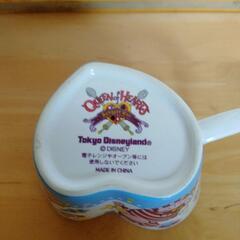 QUEEN of HEARTS
Tokyo Disneyland®
© DISNEY
電子レンジやオーブン等には
使用しないでください
MADE IN CHINA